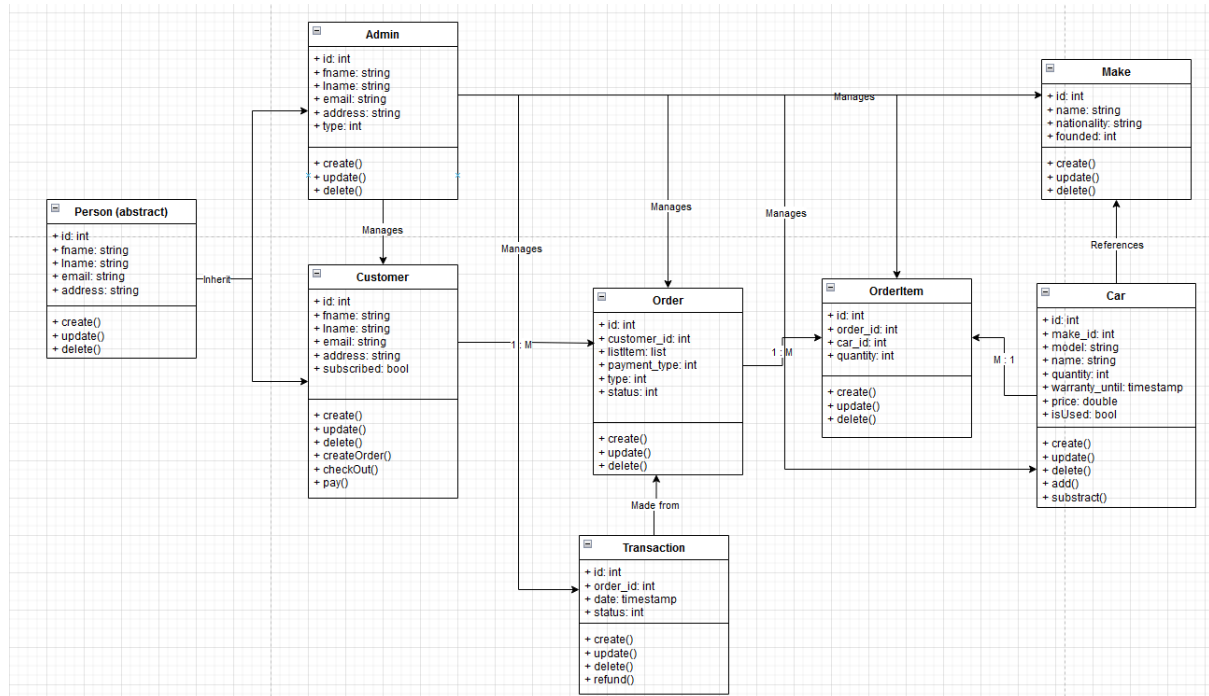 Admin
+ id: int
+ fname: string
+ lname: string
+ email: string
+ address: string
+ type: int
+ create()
+ update()
+ delete()
Make
+ id: int
+ name: string
+ nationality: string
+ founded: int
+ create()
+ update()
+ delete()
Manages
Manages
Manages
Manages
Manages
References
Person (abstract)
+ id: int
+ fname: string
+ lname: string
+ email: string
+ address: string
+ create()
+ update()
+ delete()
Inherit
Customer
+ id: int
+ fname: string
+ lname: string
+ email: string
+ address: string
+ subscribed: bool
+ create()
+ update()
+ delete()
+ createOrder()
+ checkOut()
+ pay()
1 : M
Order
+ id: int
+ customer_id: int
+ listItem: list
+ payment_type: int
+ type: int
+ status: int
+ create()
+ update()
+ delete()
1 : M
OrderItem
+ id: int
+ order_id: int
+ car_id: int
+ quantity: int
+ create()
+ update()
+ delete()
M : 1
Car
+ id: int
+ make_id: int
+ model: string
+ name: string
+ quantity: int
+ warranty_until: timestamp
+ price: double
+ isUsed: bool
+ create()
+ update()
+ delete()
+ add()
+ substract()
Made from
Transaction
+ id: int
+ order_id: int
+ date: timestamp
+ status: int
+ create()
+ update()
+ delete()
+ refund()